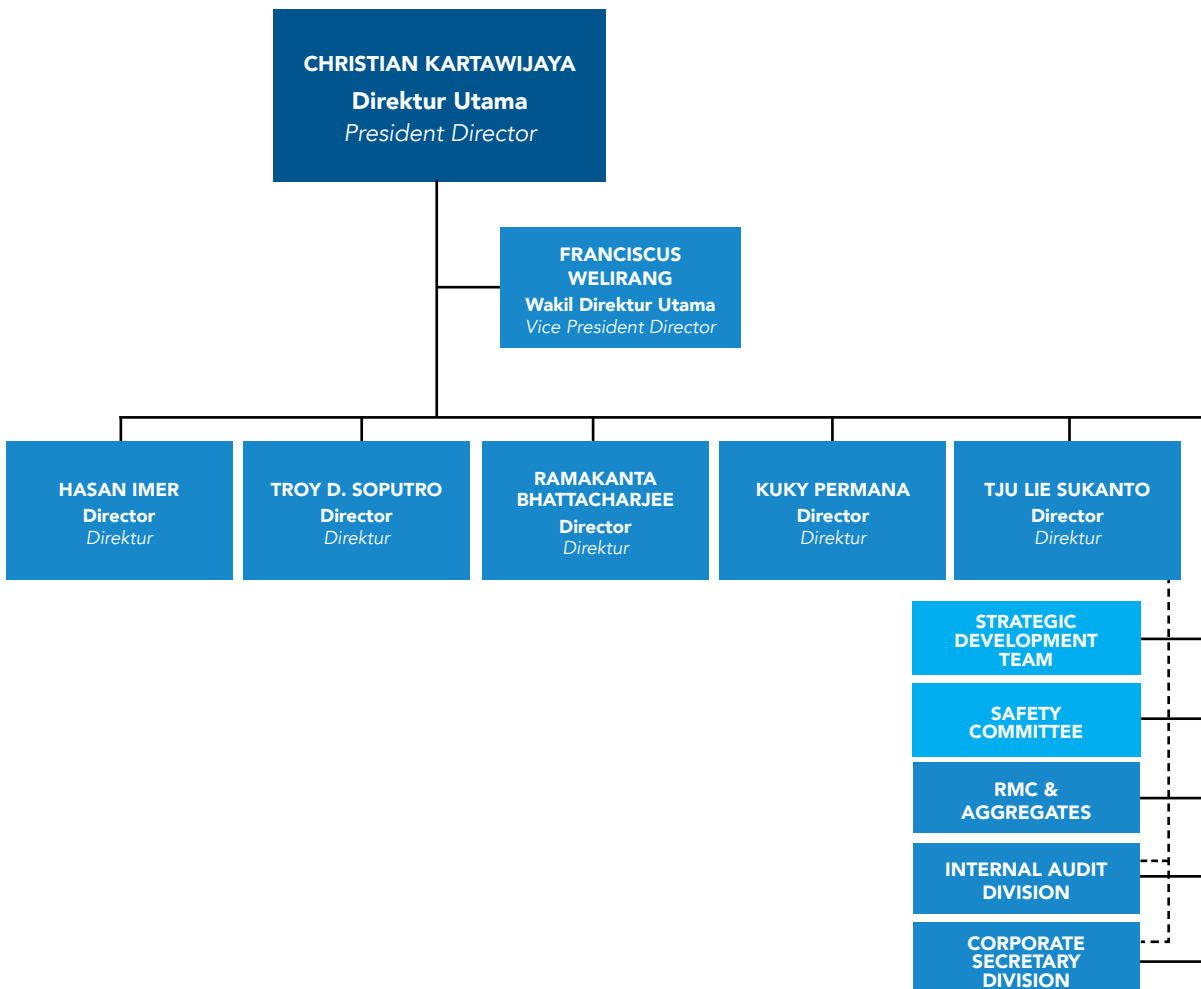 CHRISTIAN KARTAWIJAYA
Direktur Utama
President Director
FRANCISCUS
WELIRANG
Wakil Direktur Utama
Vice President Director
HASAN IMER
Director
Direktur
TROY D. SOPUTRO
Director
Direktur
RAMAKANTA
BHATTACHARJEE
Director
Direktur
KUKY PERMANA
Director
Direktur
TJU LIE SUKANTO
Director
Direktur
STRATEGIC
DEVELOPMENT
TEAM
SAFETY
COMMITTEE
RMC &
AGGREGATES
INTERNAL AUDIT
DIVISION
CORPORATE
SECRETARY
DIVISION